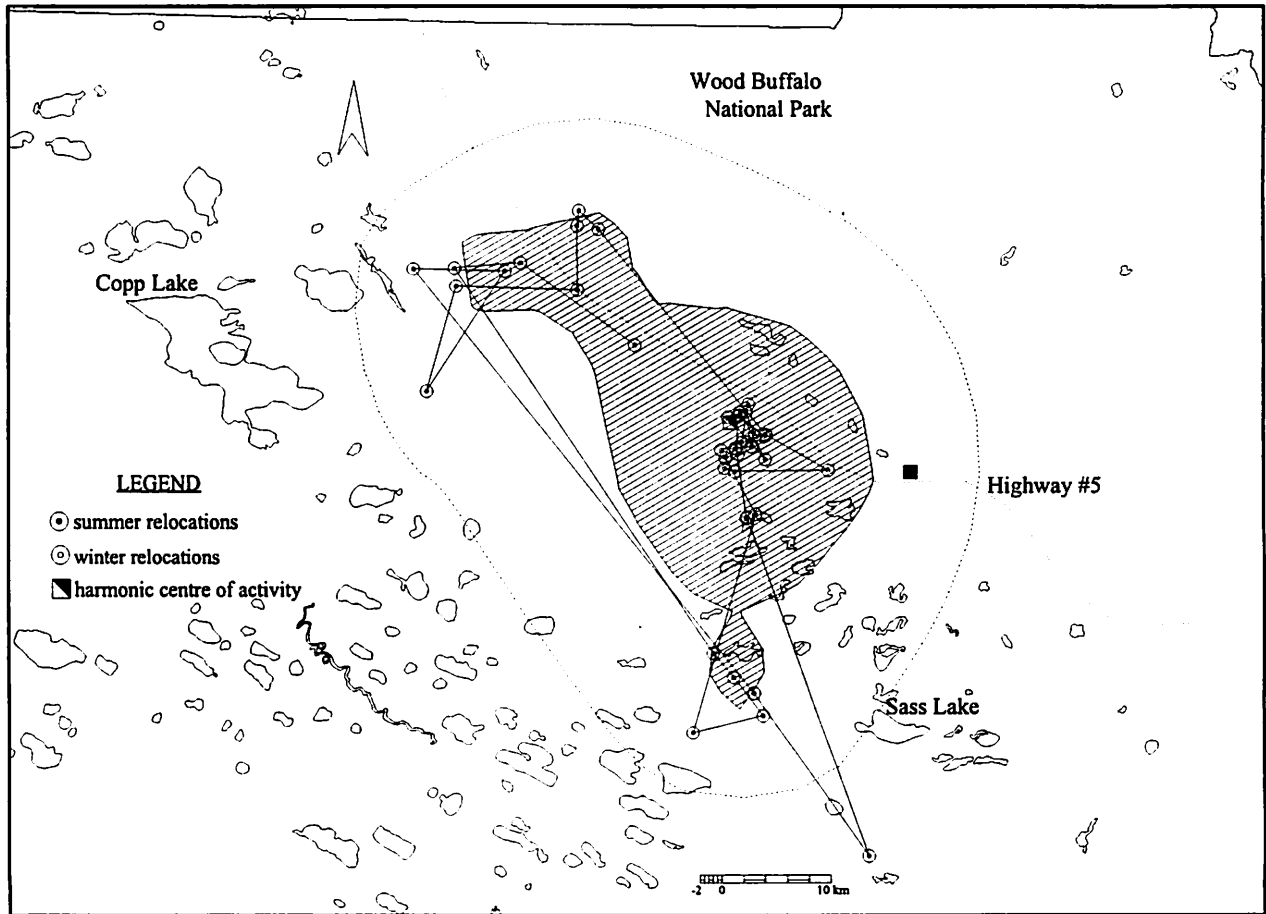 Wood Buffalo
National Park
Copp Lake
Highway #5
LEGEND
summer relocations
winter relocations
harmonic centre of activity
Sass Lake
-2 0 10 km